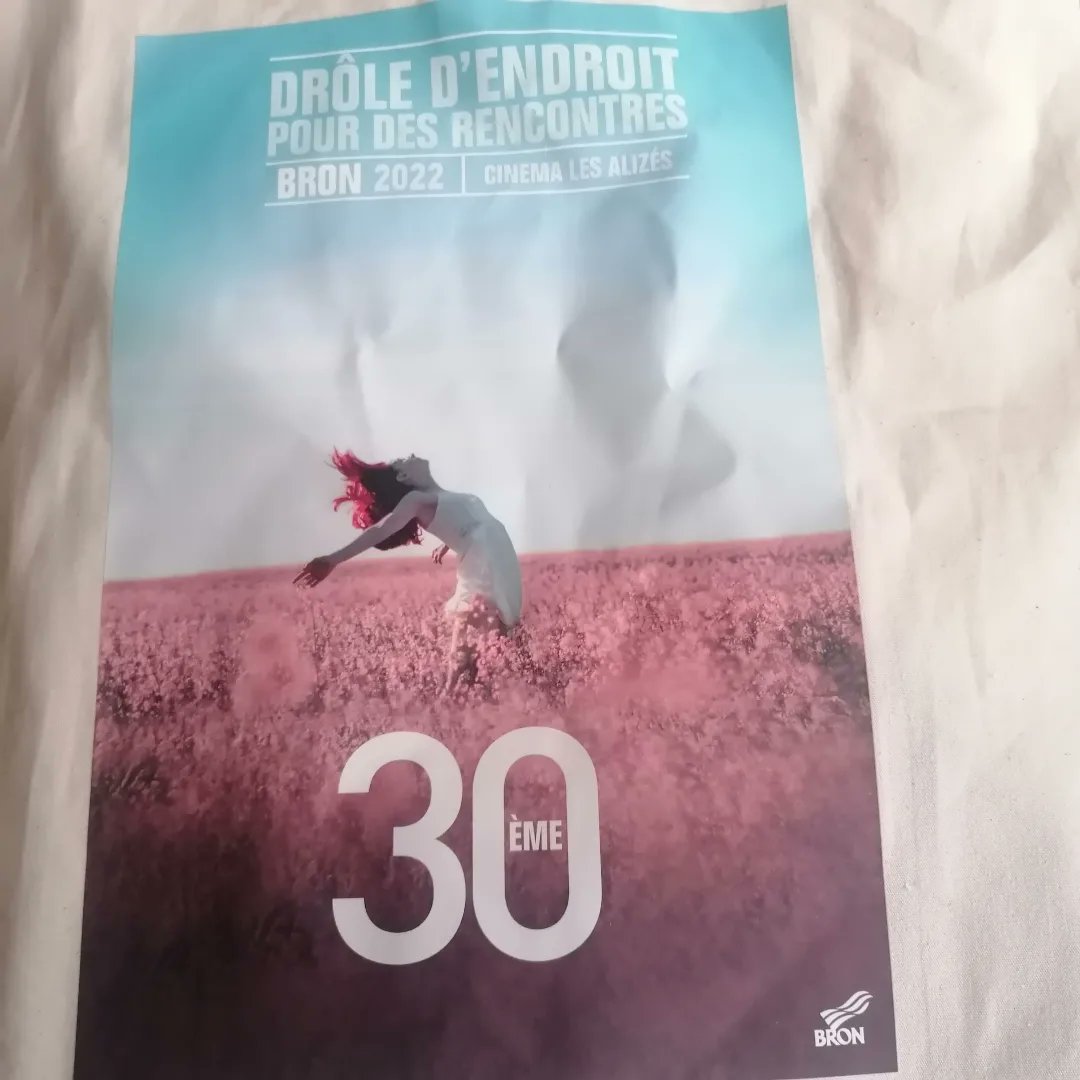 DRÔLE D'ENDROIT
POUR DES RENCONTRES
BRON 2022 CINEMA LES ALIZÉS
30
ÈME
BRON